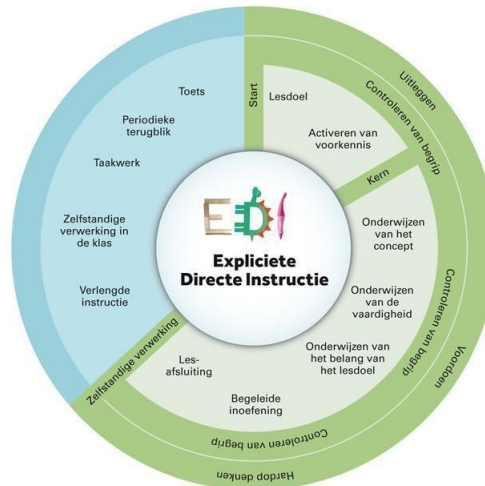 Start
Lesdoel
Activeren van
voorkennis
Kern
Onderwijzen
van het
concept
Onderwijzen
van de
vaardigheid
Onderwijzen van
het belang van
het lesdoel
Begeleide
inoefening
Les-
afsluiting
Zelfstandige verwerking
Verlengde
instructie
Zelfstandige
verwerking in
de klas
Taakwerk
Periodieke
terugblik
Toets
EDI
Expliciete
Directe Instructie
Controleren van begrip
Controleren van begrip
Controleren van begrip
Uitleggen
Voordoen
Hardop denken